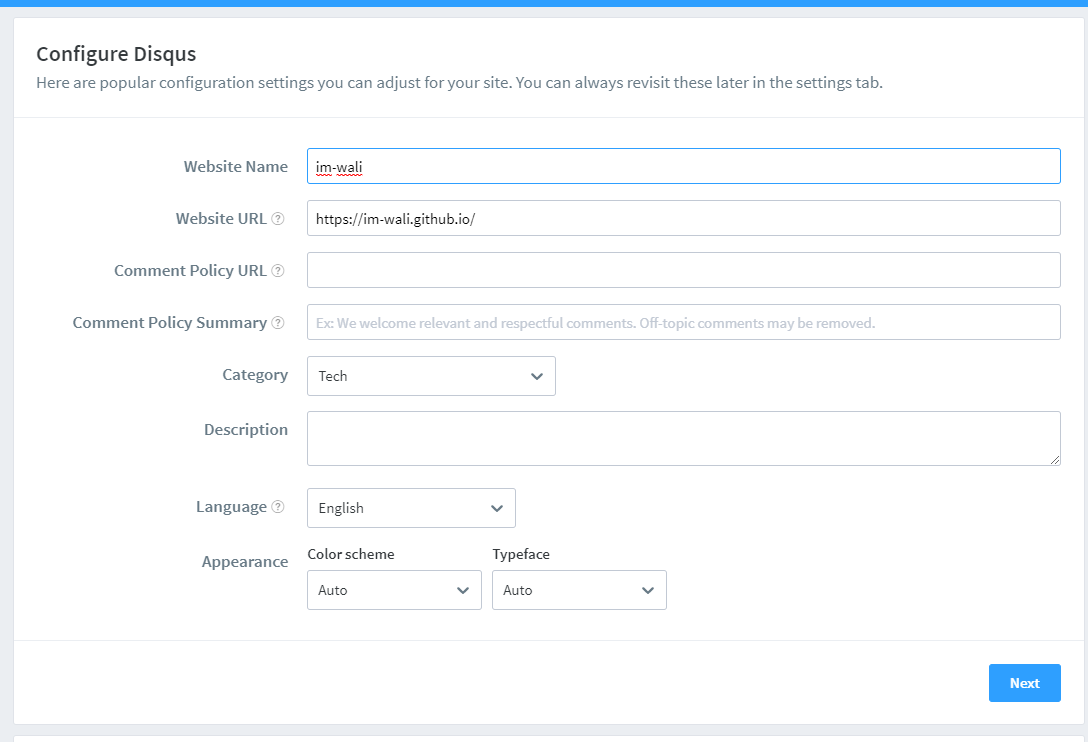 Configure Disqus
Here are popular configuration settings you can adjust for your site. You can always revisit these later in the settings tab.
Website Name im-wali
Website URL ? https://im-wali.github.io/
Comment Policy URL ?
Comment Policy Summary ? Ex: We welcome relevant and respectful comments. Off-topic comments may be removed.
Category Tech
Description
Language ? English
Appearance Color scheme Typeface
Auto Auto
Next